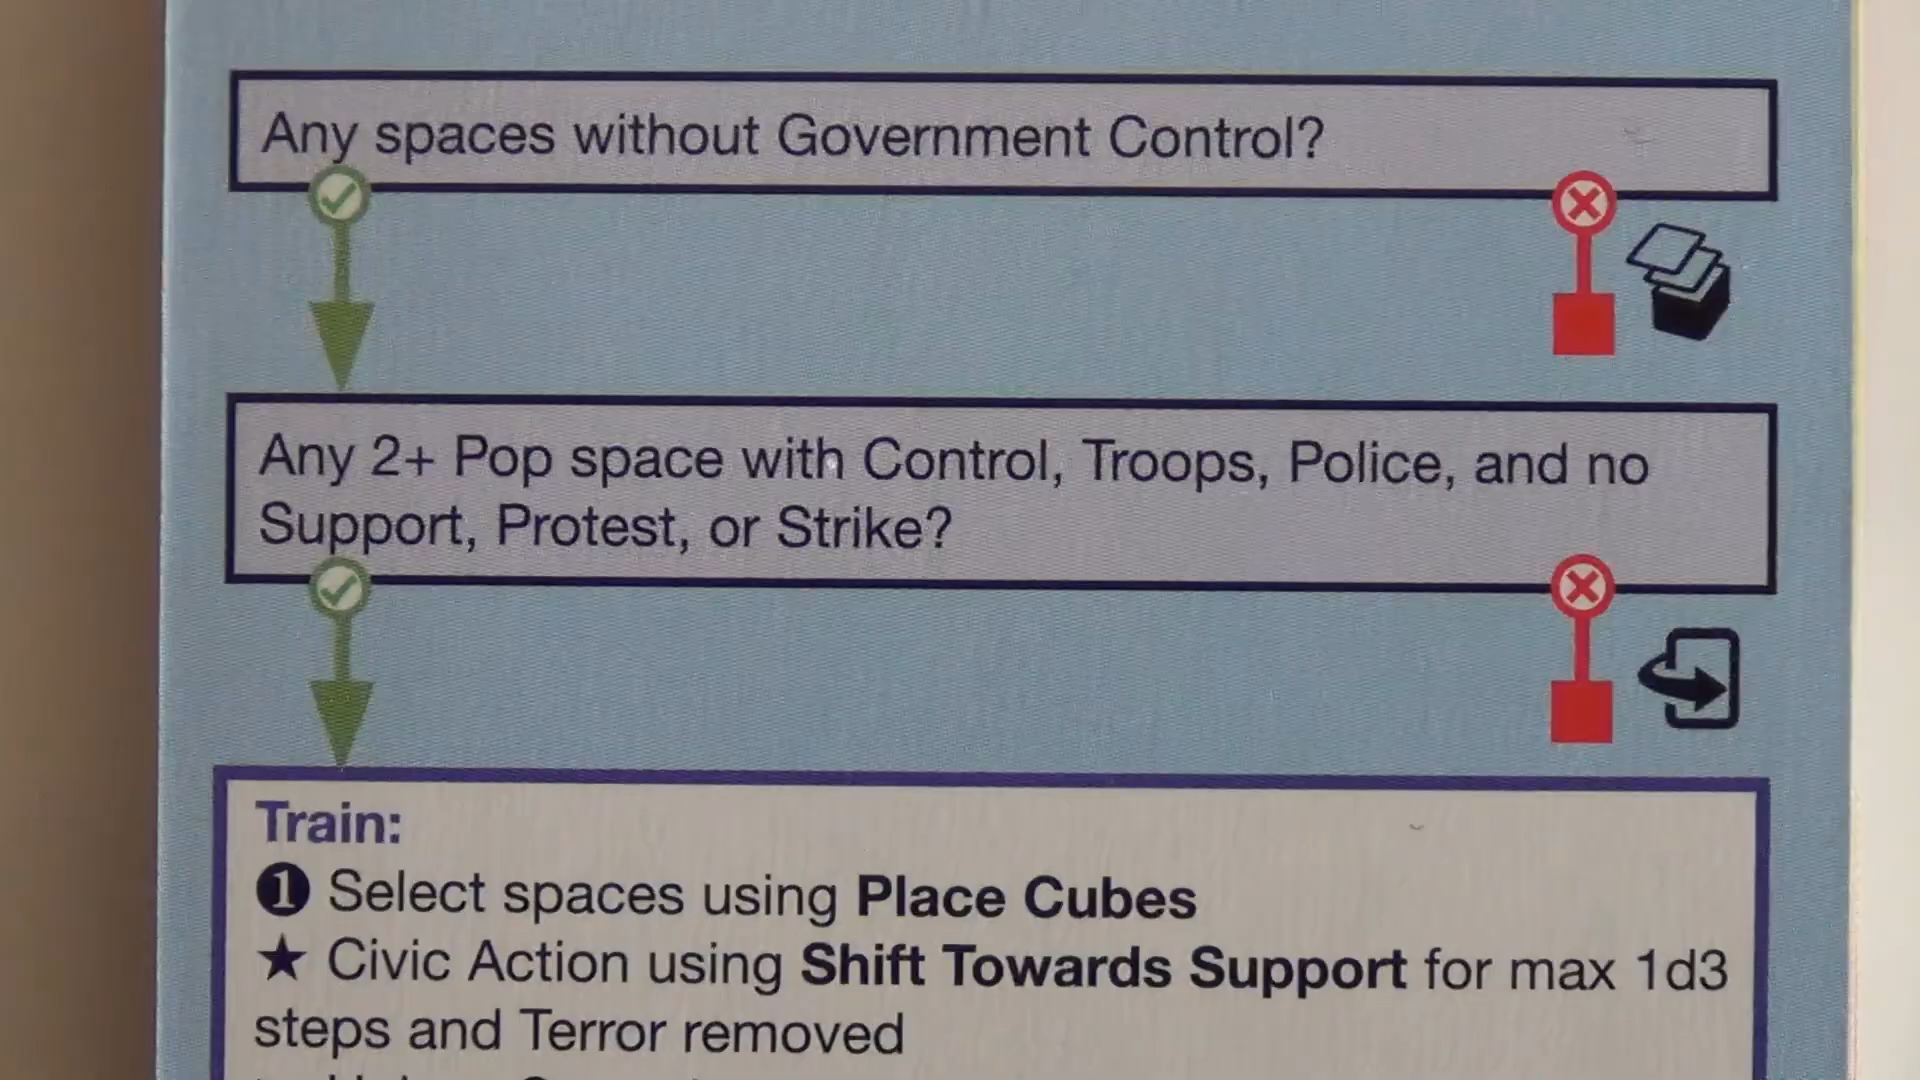 Any spaces without Government Control?
Any 2+ Pop space with Control, Troops, Police, and no
Support, Protest, or Strike?
Train:
❶ Select spaces using Place Cubes
★ Civic Action using Shift Towards Support for max 1d3
steps and Terror removed